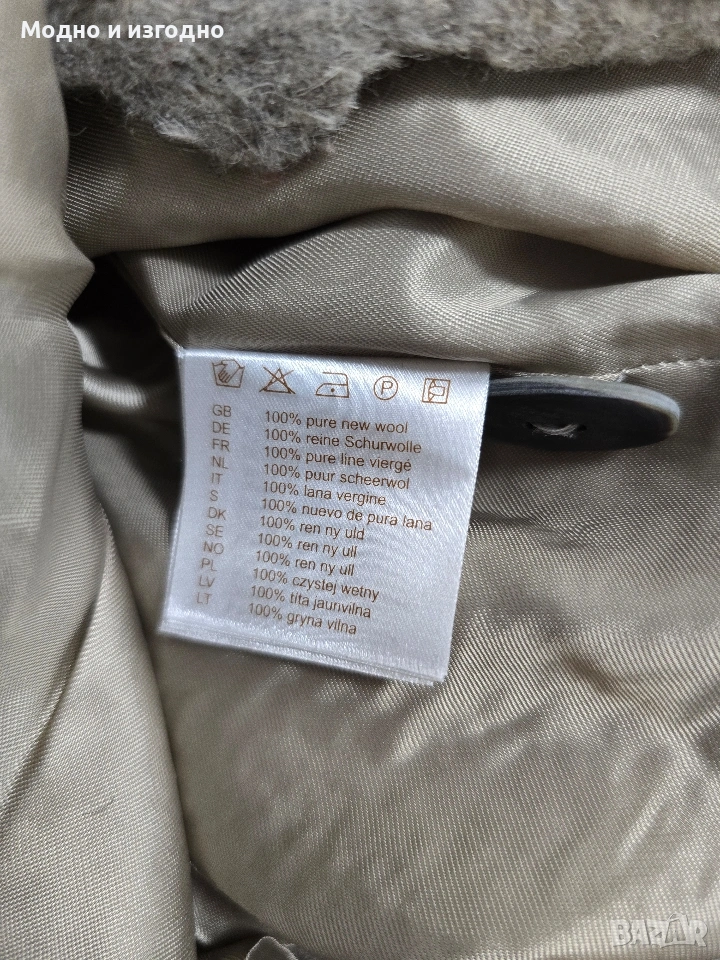 Модно и изгодно
P
GB 100% pure new wool
DE 100% reine Schurwolle
FR 100% pure line viergé
NL 100% puur scheerwol
IT 100% lana vergine
S 100% nuevo de pura lana
DK 100% ren ny uld
SE 100% ren ny ull
NO 100% ren ny ull
PL 100% czystej wetny
LV 100% tita jaunvilna
LT 100% gryna vilna
BAZAR